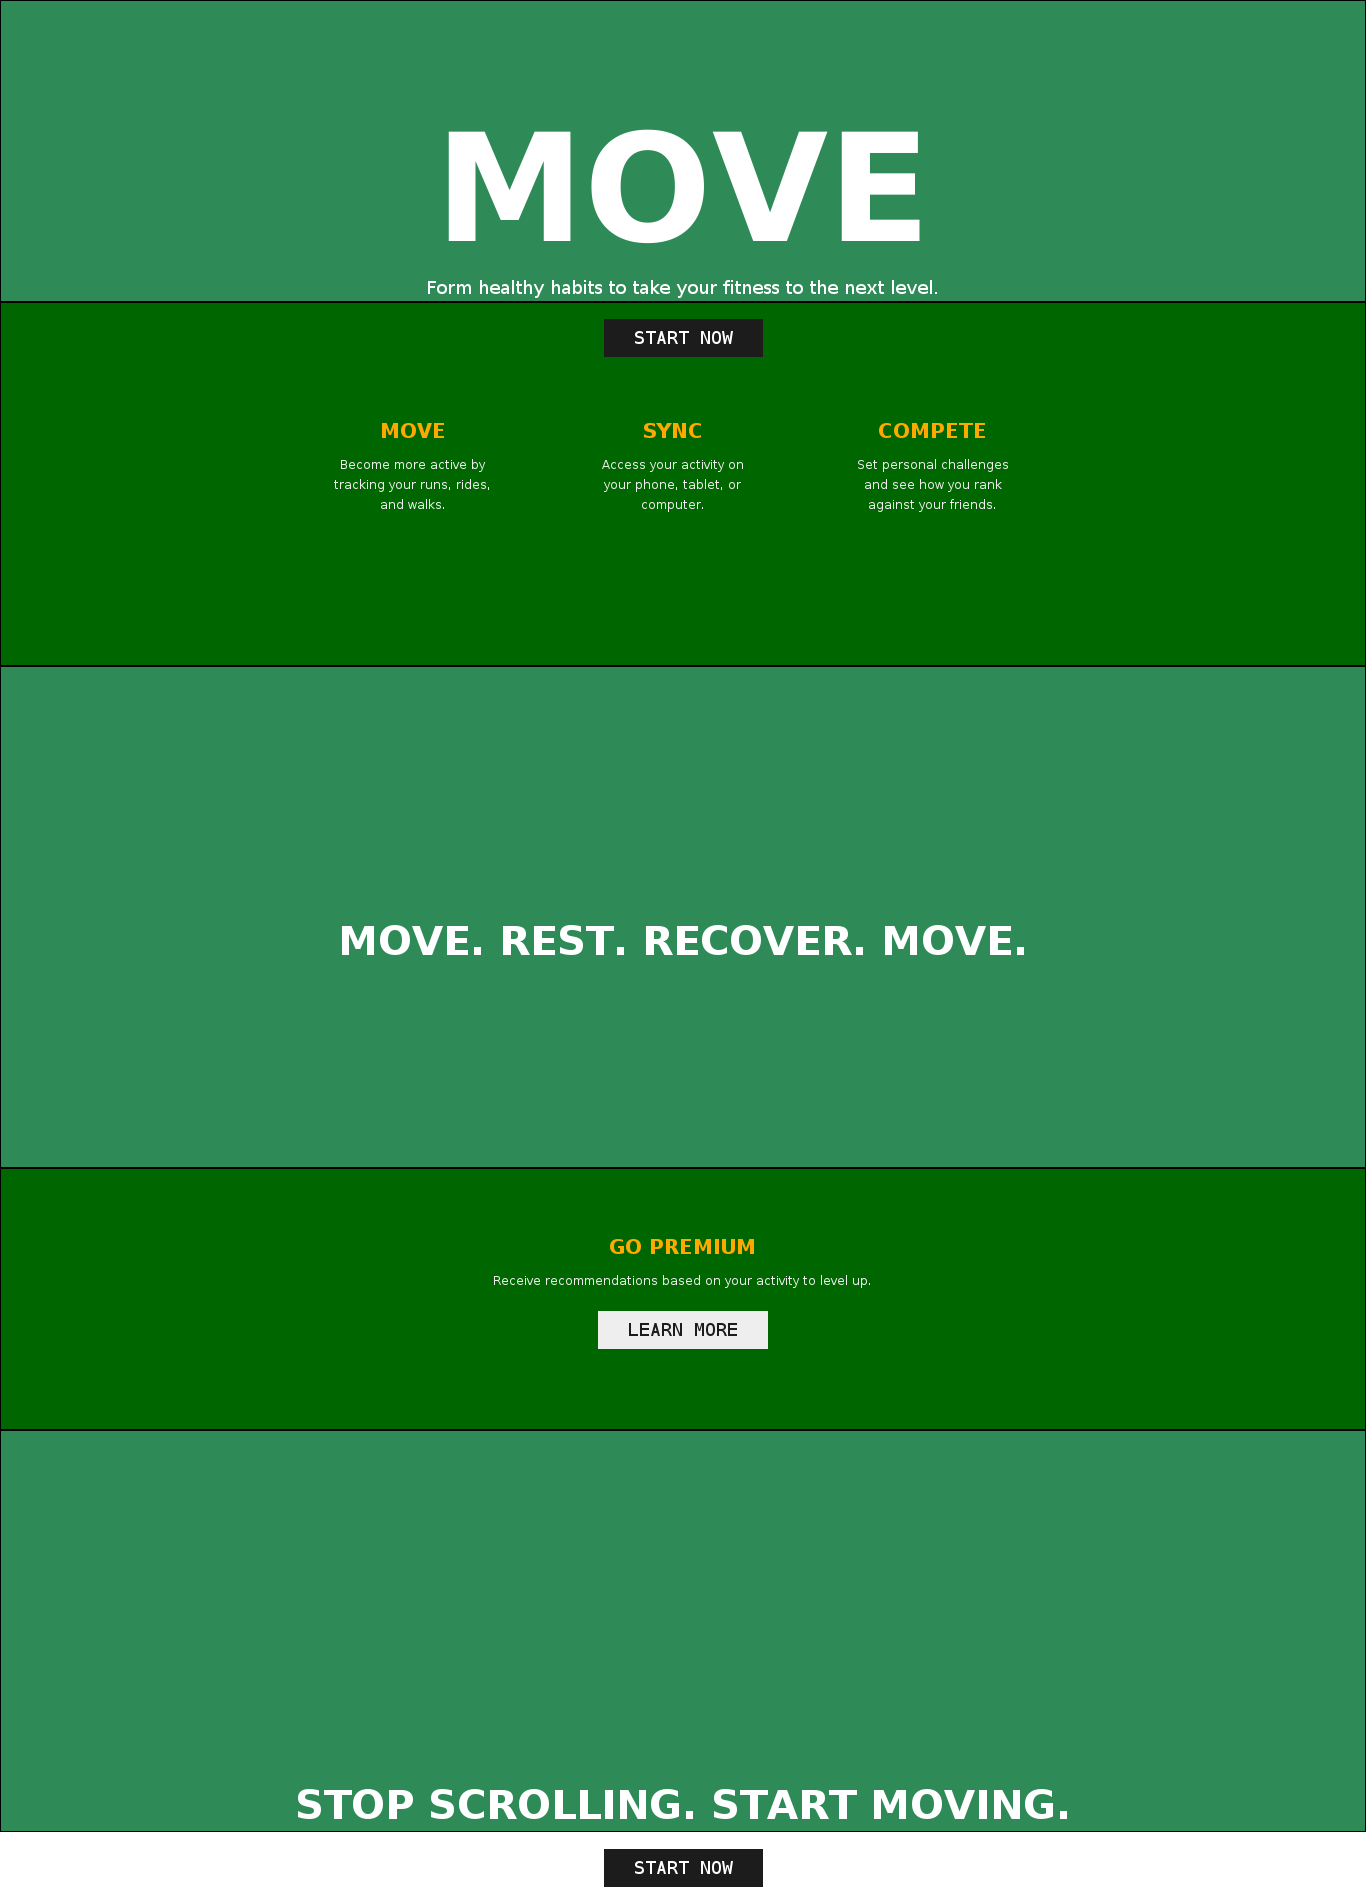 MOVE
Form healthy habits to take your fitness to the next level.
START NOW
MOVE
Become more active by
tracking your runs, rides,
and walks.
SYNC
Access your activity on
your phone, tablet, or
computer.
COMPETE
Set personal challenges
and see how you rank
against your friends.
MOVE. REST. RECOVER. MOVE.
GO PREMIUM
Receive recommendations based on your activity to level up.
LEARN MORE
STOP SCROLLING. START MOVING.
START NOW